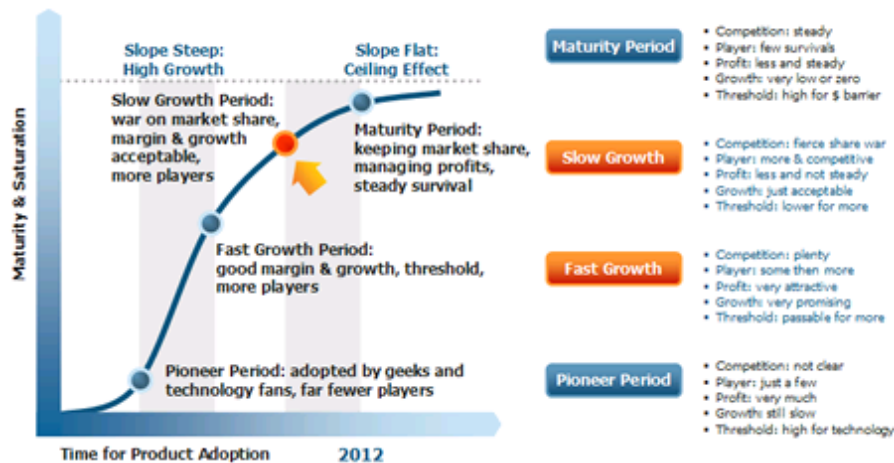 Slope Steep:
High Growth
Slope Flat:
Ceiling Effect
Slow Growth Period:
war on market share,
margin & growth
acceptable,
more players
Maturity Period:
keeping market share,
managing profits,
steady survival
Fast Growth Period:
good margin & growth, threshold,
more players
Pioneer Period: adopted by geeks and
technology fans, far fewer players
Maturity & Saturation
Time for Product Adoption
2012
Maturity Period
• Competition: steady
• Player: few survivals
• Profit: less and steady
• Growth: very low or zero
• Threshold: high for $ barrier
Slow Growth
• Competition: fierce share war
• Player: more & competitive
• Profit: less and not steady
• Growth: just acceptable
• Threshold: lower for more
Fast Growth
• Competition: plenty
• Player: some then more
• Profit: very attractive
• Growth: very promising
• Threshold: passable for more
Pioneer Period
• Competition: not clear
• Player: just a few
• Profit: very much
• Growth: still slow
• Threshold: high for technology